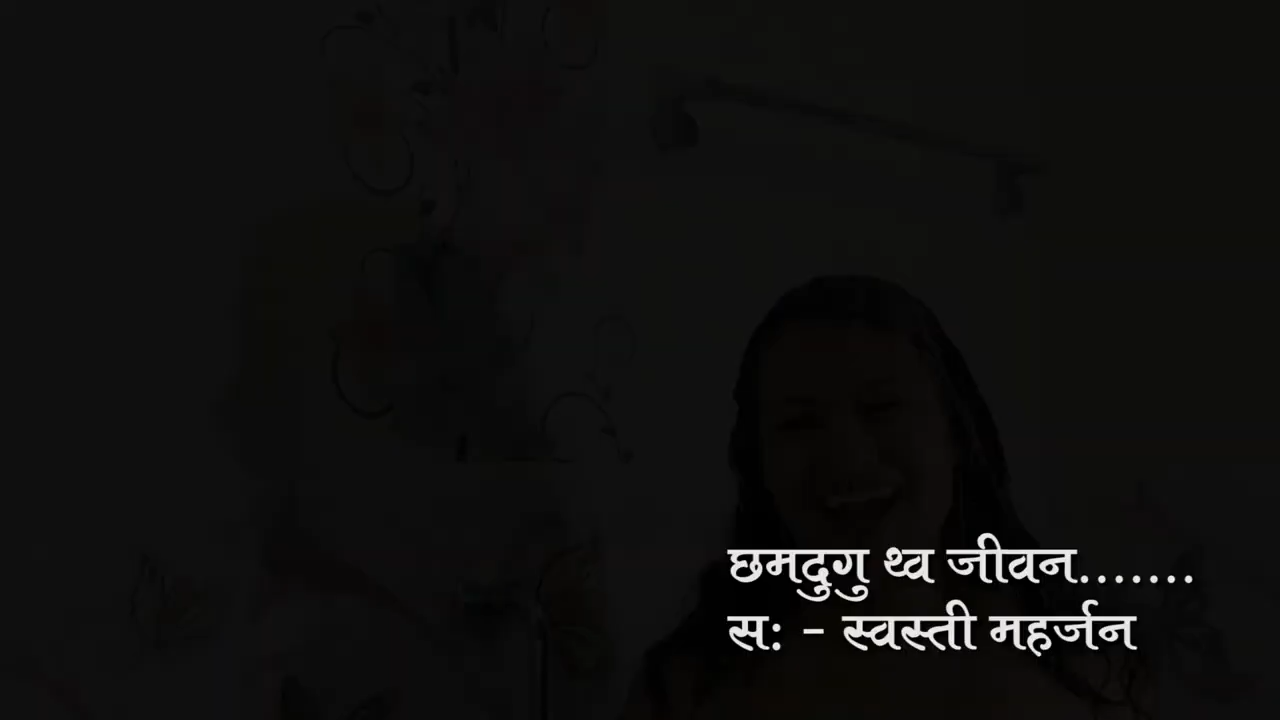 छमदुगु थ्व जीवन.......
स: - स्वस्ती महर्जन